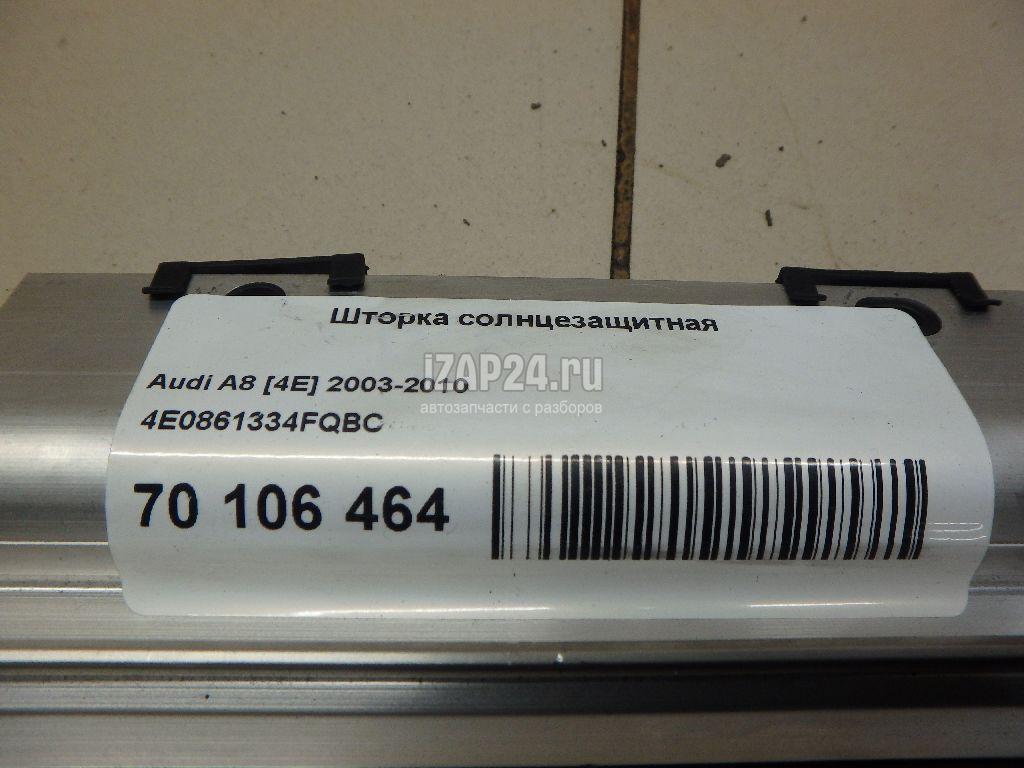 Шторка солнцезащитная
iZAP24.ru
Audi A8 [4E] 2003-2010
автозапчасти с разборов
4E0861334FQBC
70 106 464